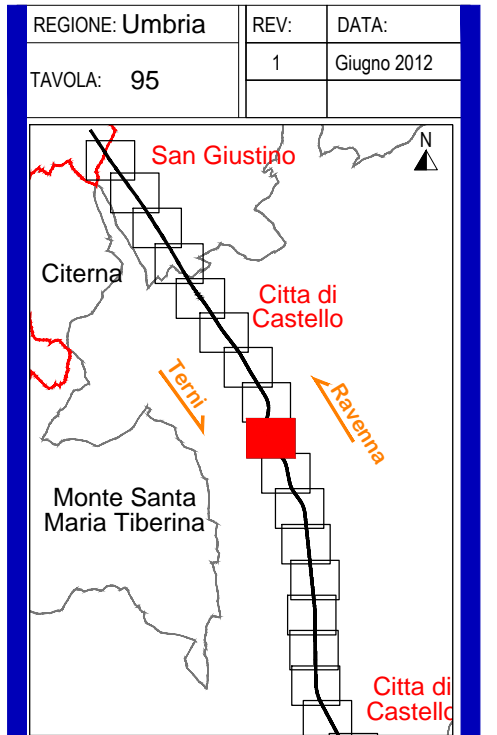 REGIONE: Umbria
REV:
DATA:
TAVOLA: 95
1
Giugno 2012
N
San Giustino
Citerna
Citta di
Castello
Terni
Ravenna
Monte Santa
Maria Tiberina
Citta di
Castello